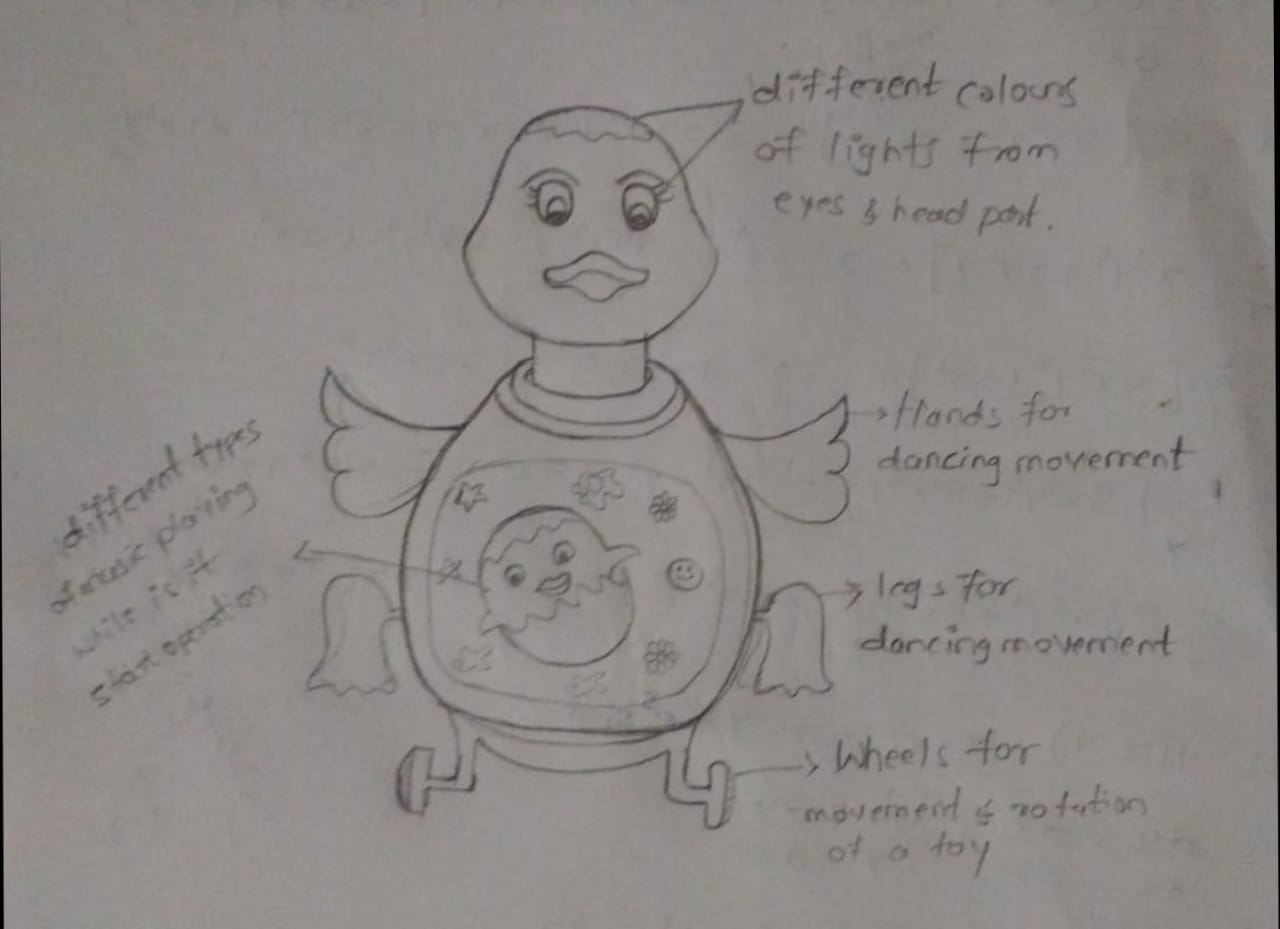 different colours
of lights from
eyes & head part.
Hands for
dancing movement
different types
of music playing
while is it
start operation
legs for
dancing movement
Wheels for
movement & rotation
of a toy